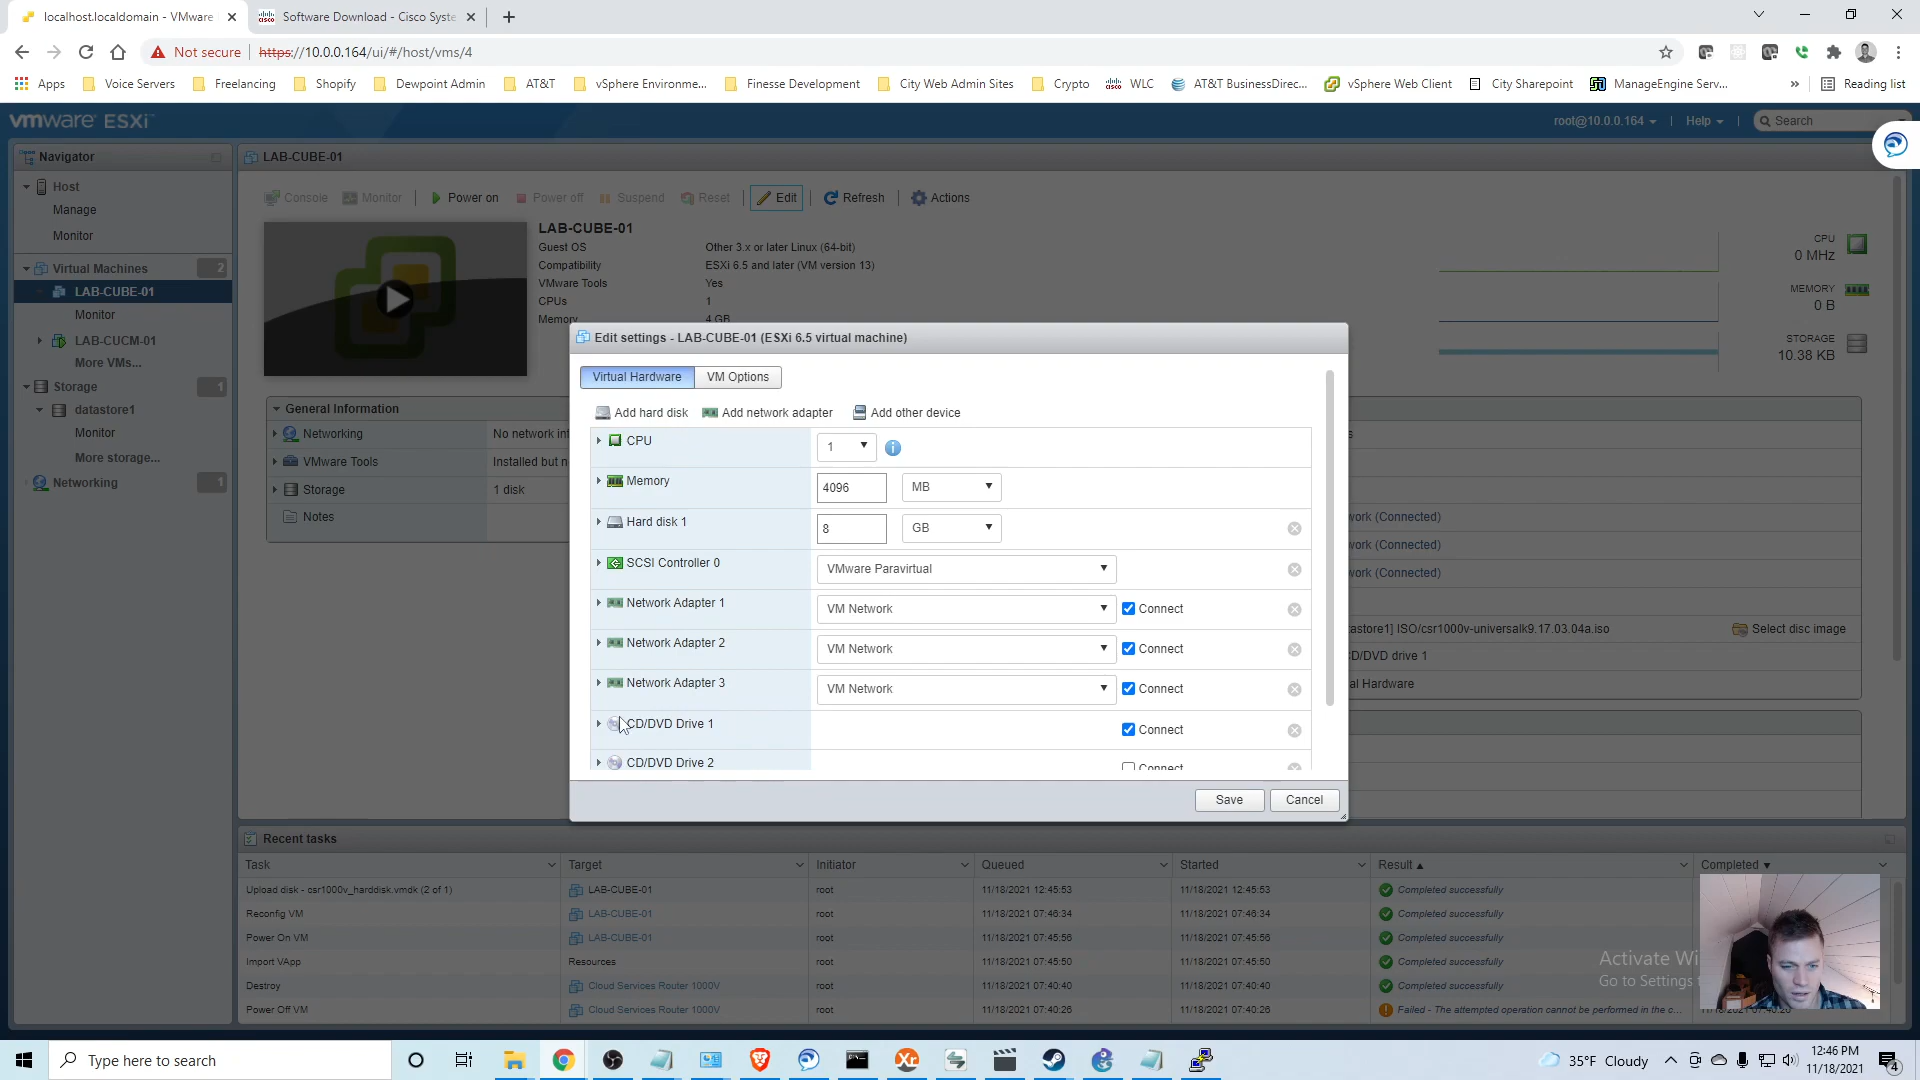 localhost.localdomain - VMware
Software Download - Cisco Syste
Not secure
https://10.0.0.164/ui/#/host/vms/4
Apps
Voice Servers
Freelancing
Shopify
Dewpoint Admin
AT&T
vSphere Environme...
Finesse Development
City Web Admin Sites
Crypto
WLC
AT&T BusinessDirec...
vSphere Web Client
City Sharepoint
ManageEngine Serv...
»
Reading list
vmware ESXi
root@10.0.0.164
Help
Search
Navigator
LAB-CUBE-01
Host
Manage
Monitor
Virtual Machines
2
LAB-CUBE-01
Monitor
LAB-CUCM-01
More VMs...
Storage
1
datastore1
Monitor
More storage...
Networking
1
Console
Monitor
Power on
Power off
Suspend
Reset
Edit
Refresh
Actions
LAB-CUBE-01
Guest OS
Other 3.x or later Linux (64-bit)
Compatibility
ESXi 6.5 and later (VM version 13)
VMware Tools
Yes
CPUs
1
Memory
4 GB
CPU
0 MHz
MEMORY
0 B
STORAGE
10.38 KB
General Information
Networking
No network in
VMware Tools
Installed but n
Storage
1 disk
Notes
work (Connected)
work (Connected)
work (Connected)
astore1] ISO/csr1000v-universalk9.17.03.04a.iso
Select disc image
D/DVD drive 1
al Hardware
Edit settings - LAB-CUBE-01 (ESXi 6.5 virtual machine)
Virtual Hardware
VM Options
Add hard disk
Add network adapter
Add other device
CPU
1
Memory
4096
MB
Hard disk 1
8
GB
SCSI Controller 0
VMware Paravirtual
Network Adapter 1
VM Network
Connect
Network Adapter 2
VM Network
Connect
Network Adapter 3
VM Network
Connect
CD/DVD Drive 1
Connect
CD/DVD Drive 2
Connect
Save
Cancel
Recent tasks
Task
Target
Initiator
Queued
Started
Result
Completed
Upload disk - csr1000v_harddisk.vmdk (2 of 1)
LAB-CUBE-01
root
11/18/2021 12:45:53
11/18/2021 12:45:53
Completed successfully
Reconfig VM
LAB-CUBE-01
root
11/18/2021 07:46:34
11/18/2021 07:46:34
Completed successfully
Power On VM
LAB-CUBE-01
root
11/18/2021 07:45:56
11/18/2021 07:45:56
Completed successfully
Import VApp
Resources
root
11/18/2021 07:45:50
11/18/2021 07:45:50
Completed successfully
Destroy
Cloud Services Router 1000V
root
11/18/2021 07:40:40
11/18/2021 07:40:40
Completed successfully
Power Off VM
Cloud Services Router 1000V
root
11/18/2021 07:40:26
11/18/2021 07:40:26
Failed - The attempted operation cannot be performed in the c...
11/18/2021 07:40:26
Activate Wi
Go to Settings
Type here to search
35°F Cloudy
12:46 PM
11/18/2021
4